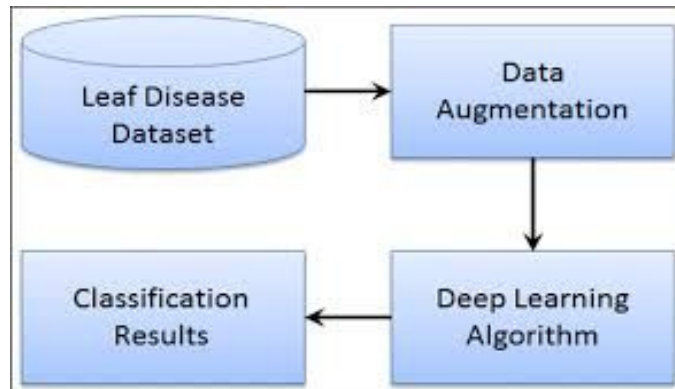 Leaf Disease
Dataset
Data
Augmentation
Deep Learning
Algorithm
Classification
Results